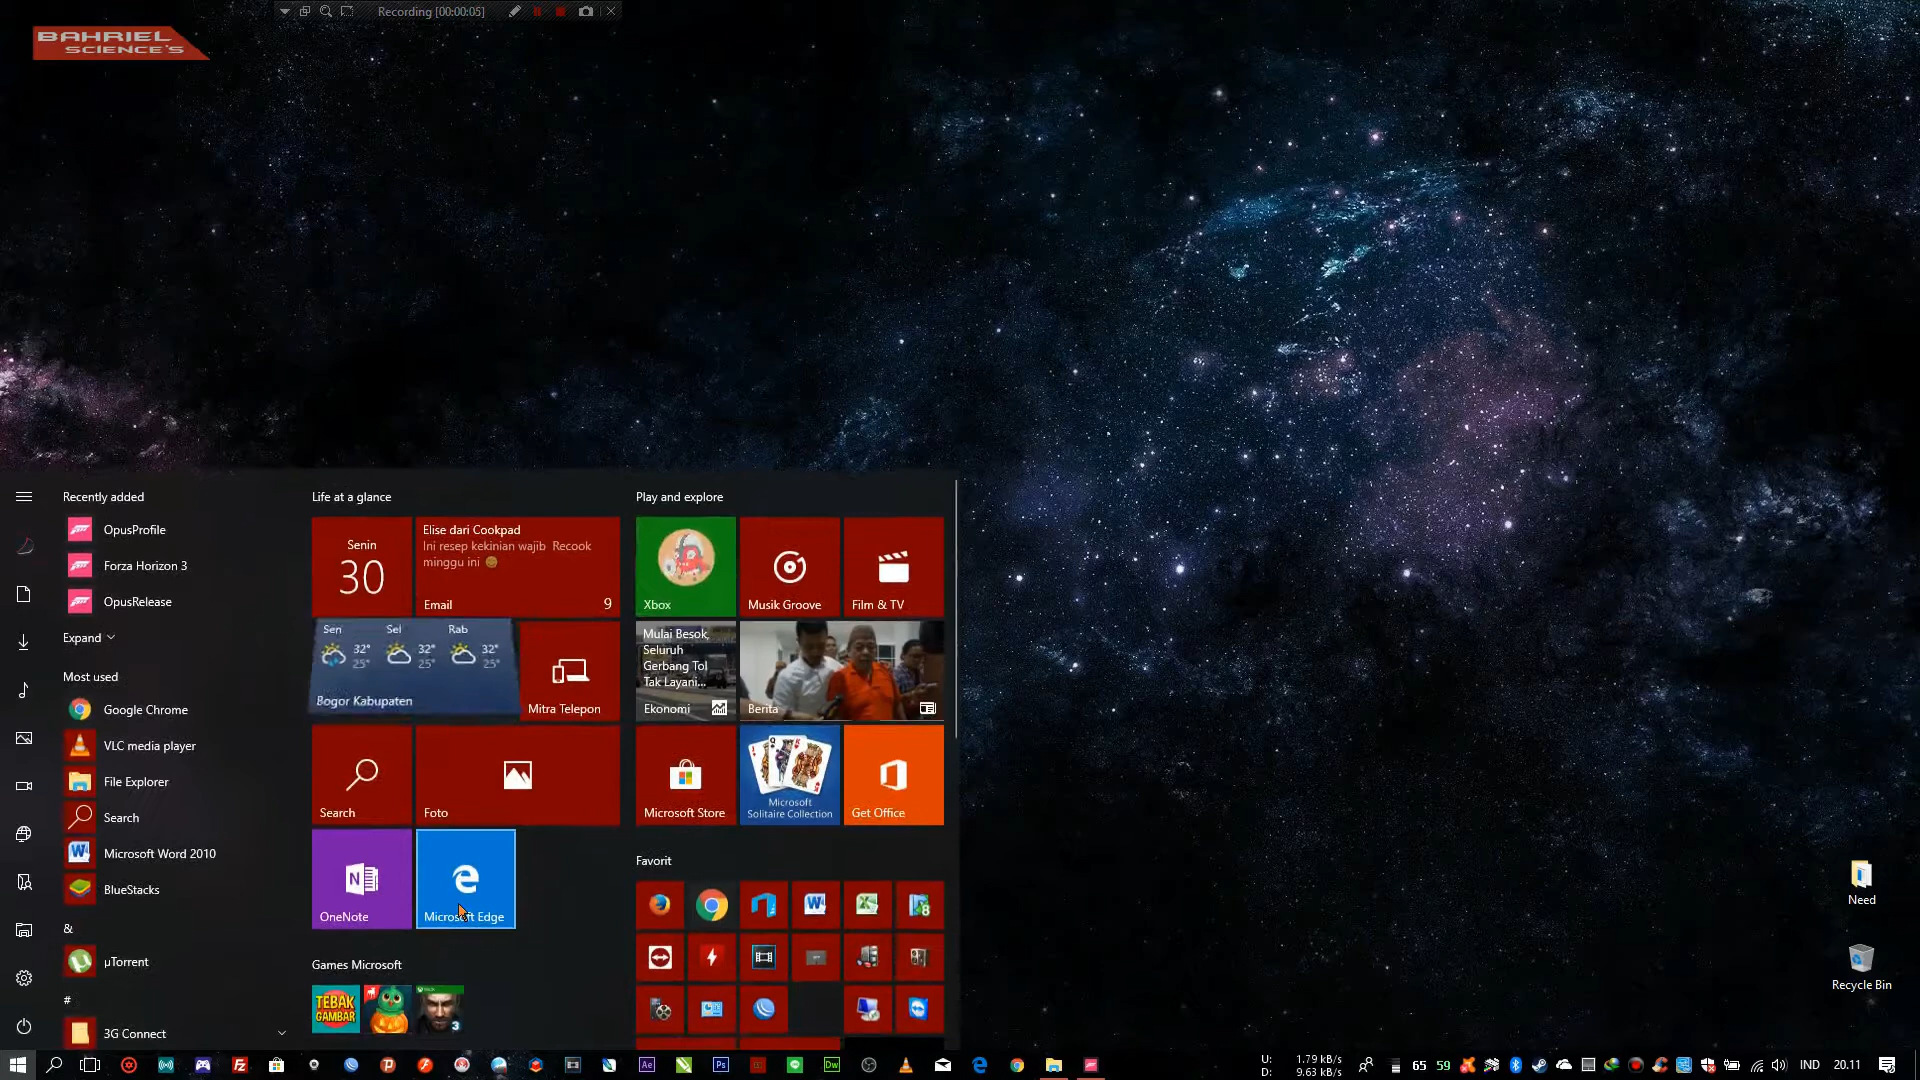 Recording [00:00:05]
BAHRIEL
SCIENCE'S
Recently added
OpusProfile
Forza Horizon 3
OpusRelease
Expand
Most used
Google Chrome
VLC media player
File Explorer
Search
Microsoft Word 2010
BlueStacks
&
µTorrent
#
3G Connect
Life at a glance
Senin
30
Elise dari Cookpad
Ini resep kekinian wajib Recook
minggu ini
Email 9
Sen Sel Rab
32° 32° 32°
25° 25° 25°
Bogor Kabupaten
Mitra Telepon
Search
Foto
OneNote
Microsoft Edge
Games Microsoft
TEBAK
GAMBAR
3
Play and explore
Xbox
Musik Groove
Film & TV
Mulai Besok,
Seluruh
Gerbang Tol
Tak Layani...
Ekonomi
Berita
Microsoft Store
Microsoft
Solitaire Collection
Get Office
Favorit
Need
Recycle Bin
Ae
Ps
Dw
U: 1.79 kB/s
D: 9.63 kB/s
65 59
IND
20.11